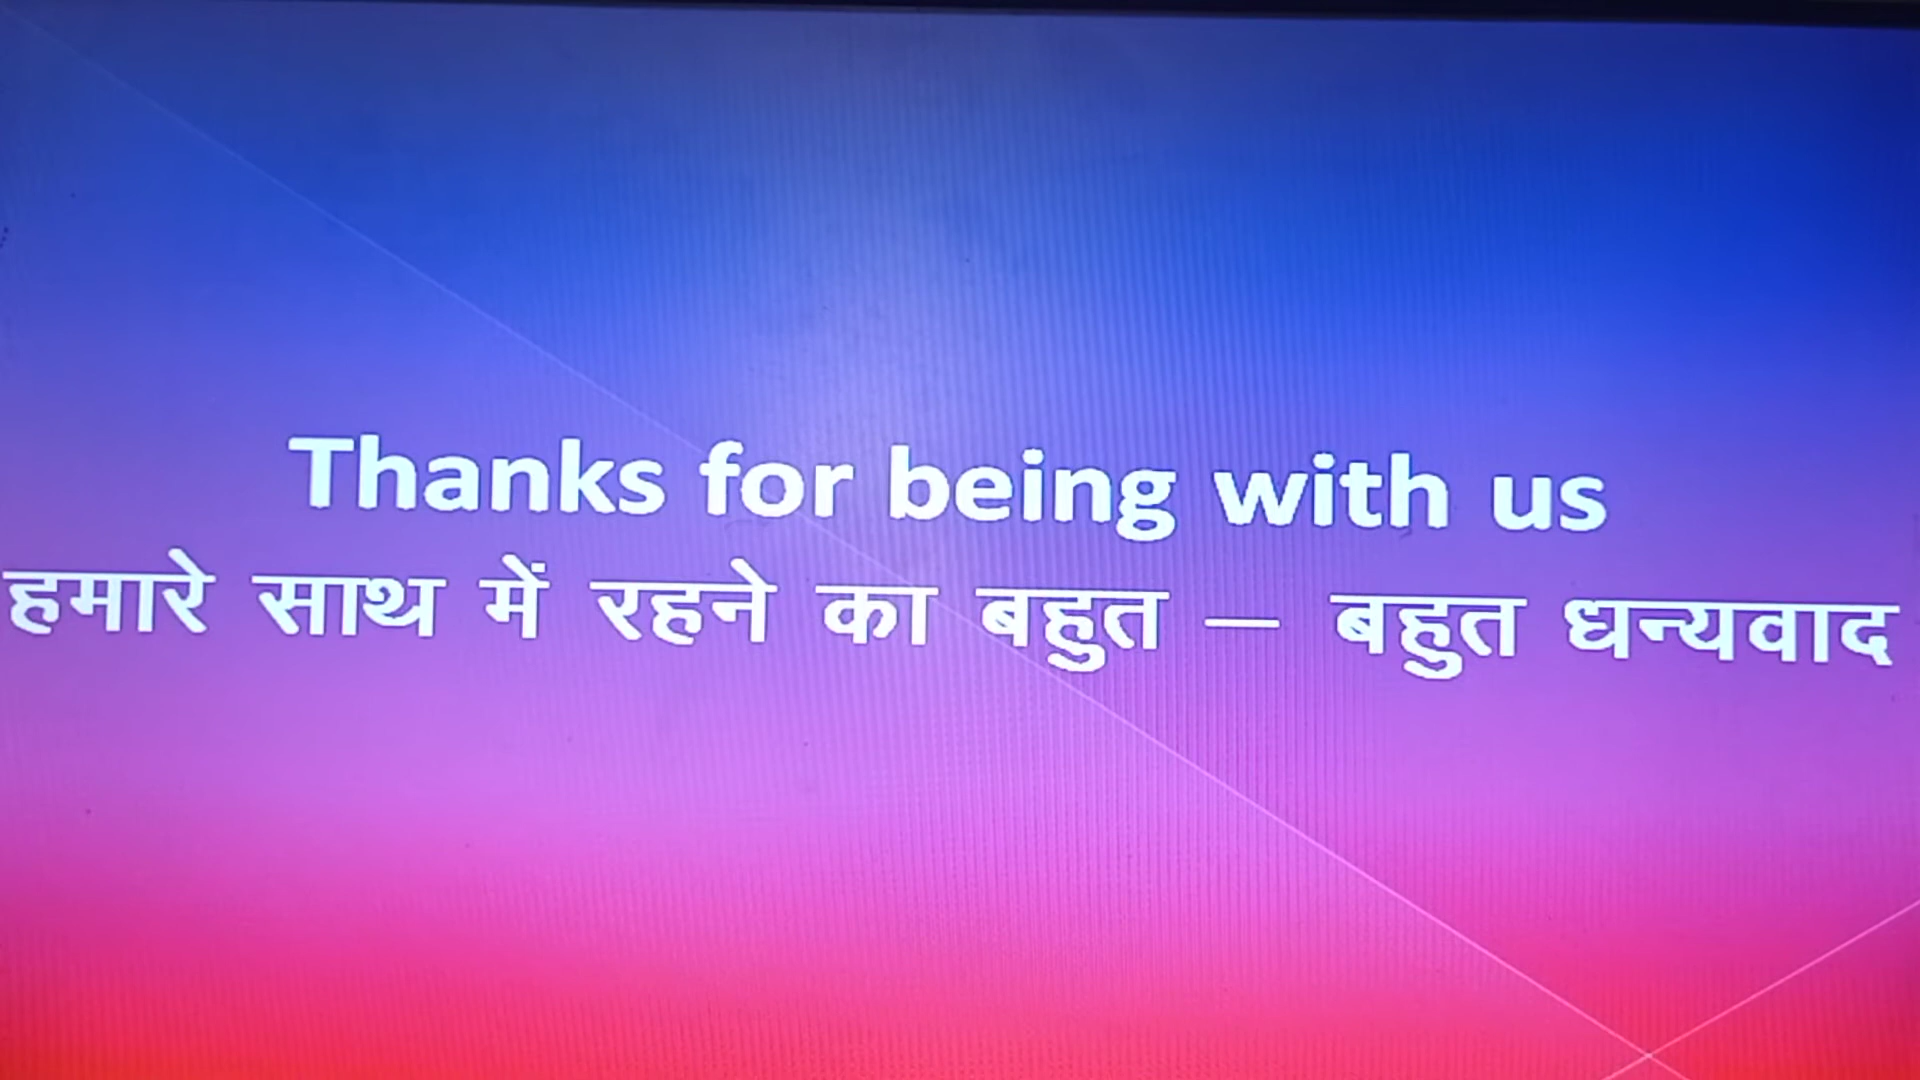 Thanks for being with us
हमारे साथ में रहने का बहुत – बहुत धन्यवाद